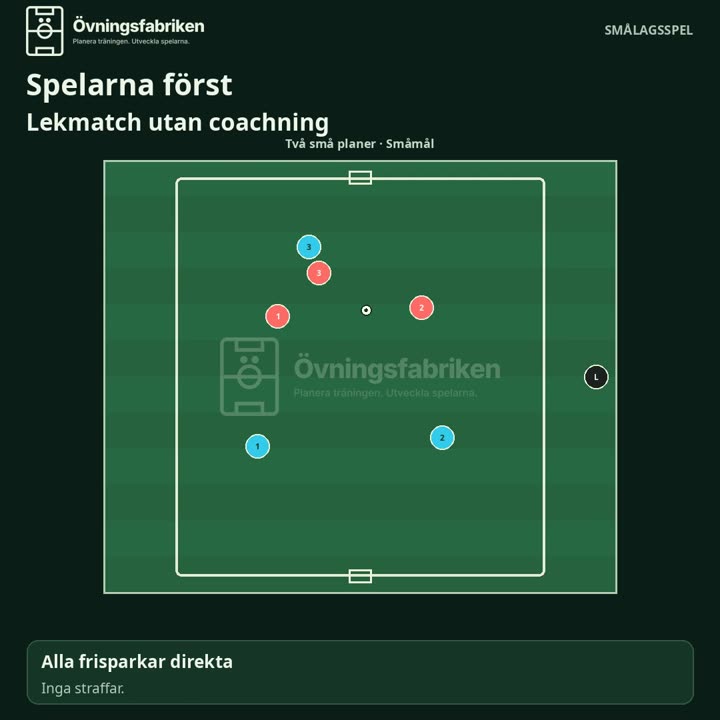 Övningsfabriken
Planera träningen. Utveckla spelarna.
SMÅLAGSSPEL
Spelarna först
Lekmatch utan coachning
Två små planer · Småmål
3
3
1
2
Övningsfabriken
Planera träningen. Utveckla spelarna.
L
1
2
Alla frisparkar direkta
Inga straffar.